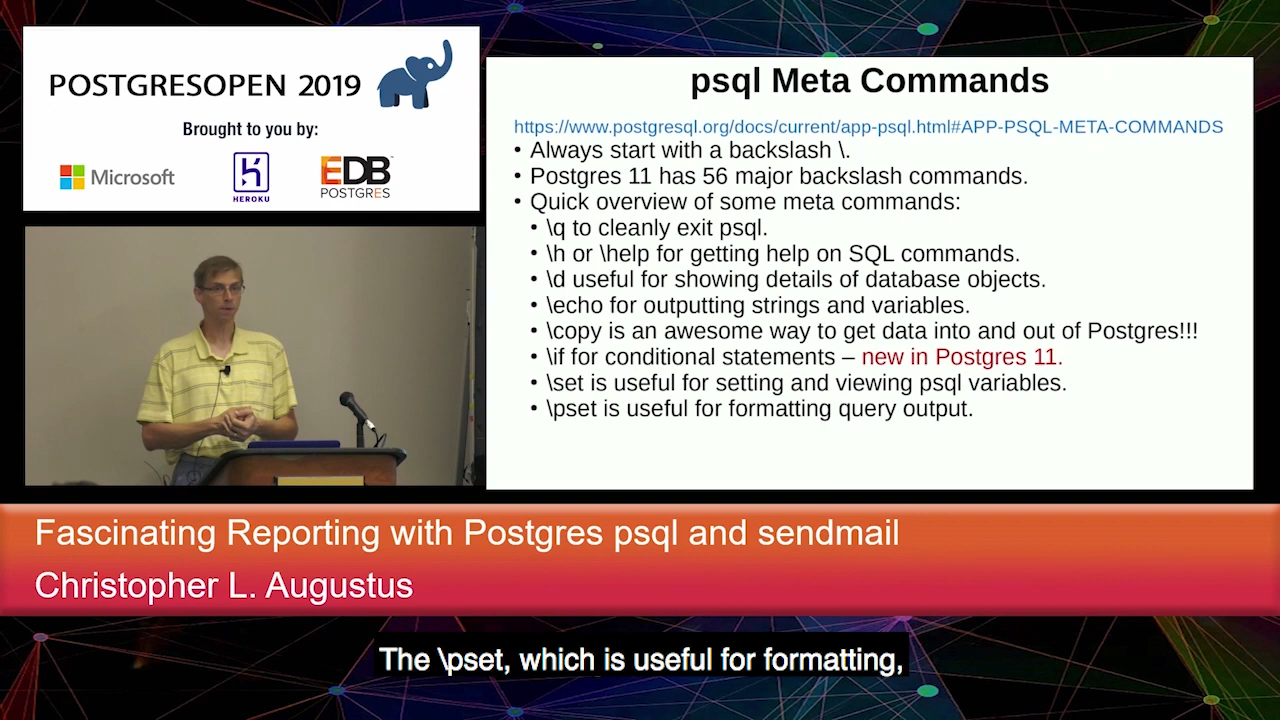 POSTGRESOPEN 2019
Brought to you by:
Microsoft
HEROKU
EDB
POSTGRES
psql Meta Commands
https://www.postgresql.org/docs/current/app-psql.html#APP-PSQL-META-COMMANDS
• Always start with a backslash \.
• Postgres 11 has 56 major backslash commands.
• Quick overview of some meta commands:
• \q to cleanly exit psql.
• \h or \help for getting help on SQL commands.
• \d useful for showing details of database objects.
• \echo for outputting strings and variables.
• \copy is an awesome way to get data into and out of Postgres!!!
• \if for conditional statements – new in Postgres 11.
• \set is useful for setting and viewing psql variables.
• \pset is useful for formatting query output.
Fascinating Reporting with Postgres psql and sendmail
Christopher L. Augustus
The \pset, which is useful for formatting,